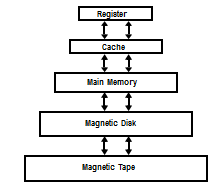 Register
Cache
Main Memory
Magnetic Disk
Magnetic Tape